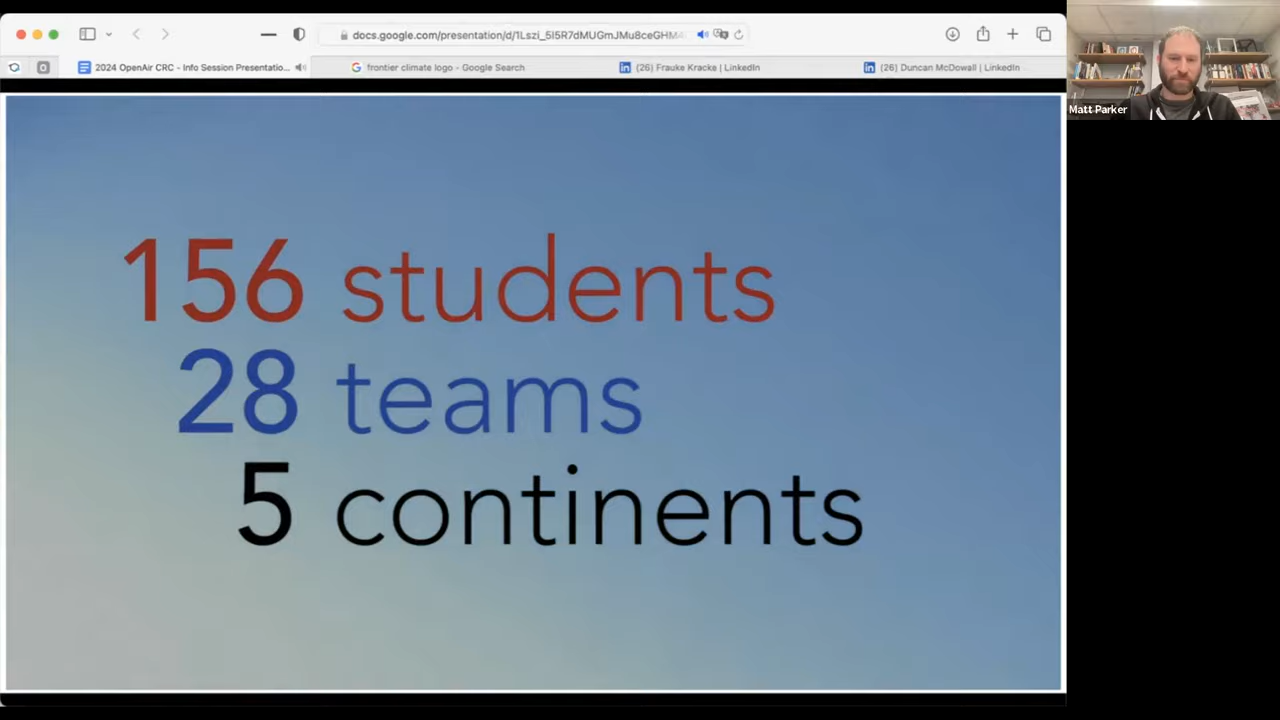 docs.google.com/presentation/d/1Lszi_5I5R7dMUGmJMu8ceGHM4
2024 OpenAir CRC - Info Session Presentatio...
frontier climate logo - Google Search
(26) Frauke Kracke | LinkedIn
(26) Duncan McDowall | LinkedIn
Matt Parker
156 students
28 teams
5 continents